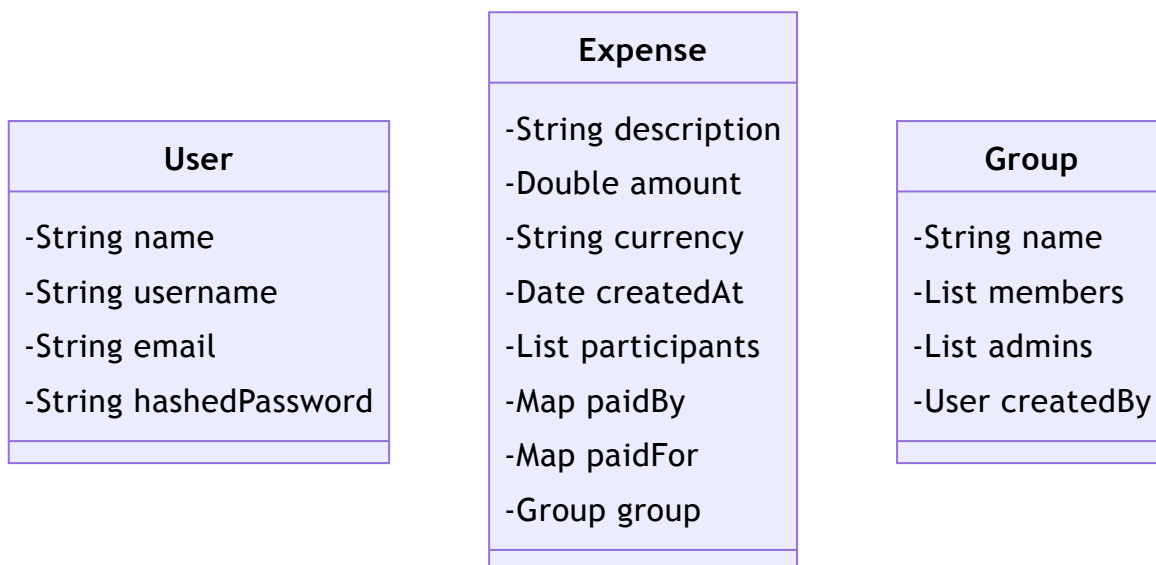 User
-String name
-String username
-String email
-String hashedPassword
Expense
-String description
-Double amount
-String currency
-Date createdAt
-List participants
-Map paidBy
-Map paidFor
-Group group
Group
-String name
-List members
-List admins
-User createdBy